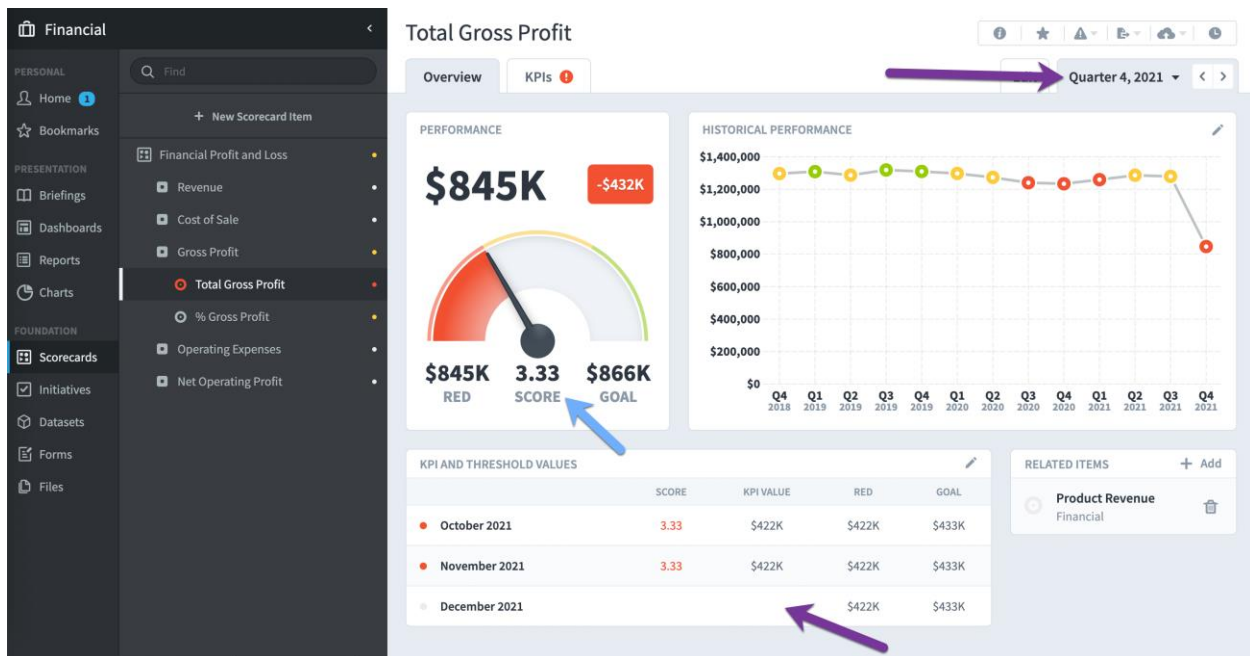 Financial
PERSONAL
Home 1
Bookmarks
PRESENTATION
Briefings
Dashboards
Reports
Charts
FOUNDATION
Scorecards
Initiatives
Datasets
Forms
Files
Find
+ New Scorecard Item
Financial Profit and Loss
Revenue
Cost of Sale
Gross Profit
Total Gross Profit
% Gross Profit
Operating Expenses
Net Operating Profit
Total Gross Profit
Overview KPIs
Quarter 4, 2021
PERFORMANCE
$845K -$432K
$845K 3.33 $866K
RED SCORE GOAL
HISTORICAL PERFORMANCE
$1,400,000
$1,200,000
$1,000,000
$800,000
$600,000
$400,000
$200,000
$0
Q4 Q1 Q2 Q3 Q4 Q1 Q2 Q3 Q4 Q1 Q2 Q3 Q4
2018 2019 2019 2019 2019 2020 2020 2020 2020 2021 2021 2021 2021
KPI AND THRESHOLD VALUES
SCORE KPI VALUE RED GOAL
October 2021 3.33 $422K $422K $433K
November 2021 3.33 $422K $422K $433K
December 2021 $422K $433K
RELATED ITEMS + Add
Product Revenue
Financial